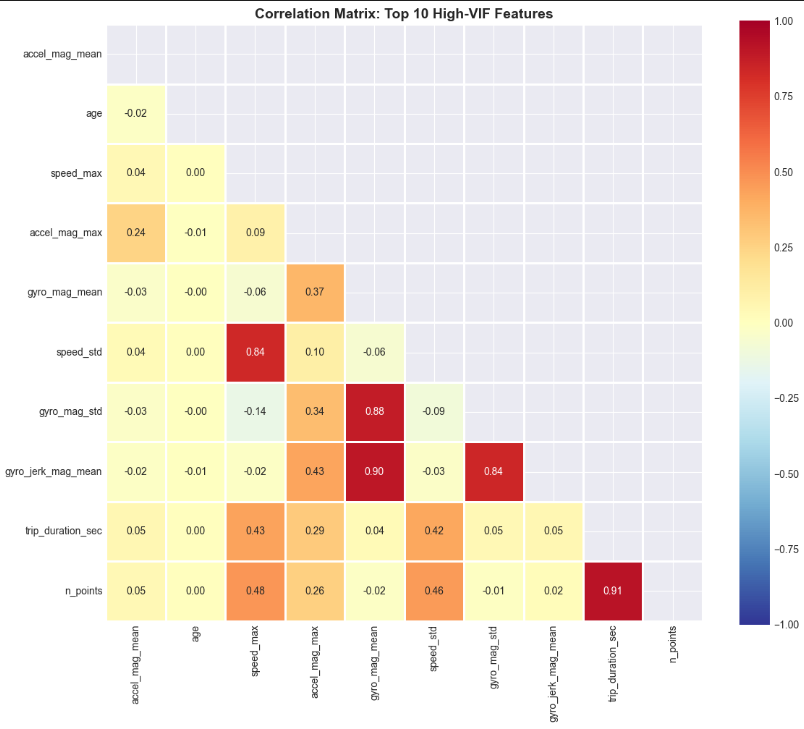 Correlation Matrix: Top 10 High-VIF Features
accel_mag_mean
age -0.02
speed_max 0.04 0.00
accel_mag_max 0.24 -0.01 0.09
gyro_mag_mean -0.03 -0.00 -0.06 0.37
speed_std 0.04 0.00 0.84 0.10 -0.06
gyro_mag_std -0.03 -0.00 -0.14 0.34 0.88 -0.09
gyro_jerk_mag_mean -0.02 -0.01 -0.02 0.43 0.90 -0.03 0.84
trip_duration_sec 0.05 0.00 0.43 0.29 0.04 0.42 0.05 0.05
n_points 0.05 0.00 0.48 0.26 -0.02 0.46 -0.01 0.02 0.91
accel_mag_mean
age
speed_max
accel_mag_max
gyro_mag_mean
speed_std
gyro_mag_std
gyro_jerk_mag_mean
trip_duration_sec
n_points
1.00
0.75
0.50
0.25
0.00
−0.25
−0.50
−0.75
−1.00